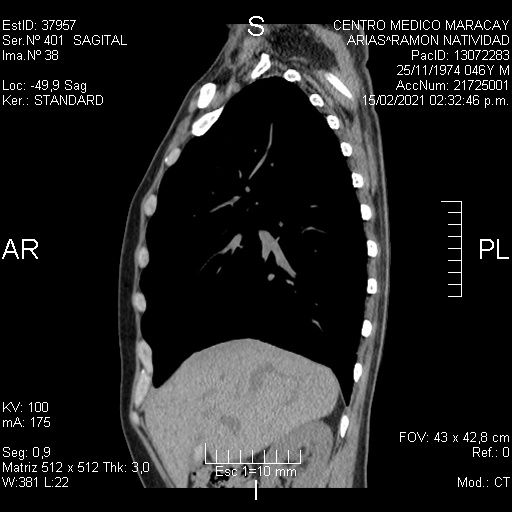 EstID: 37957
Ser.Nº 401 SAGITAL
Ima.Nº 38
Loc: -49,9 Sag
Ker.: STANDARD
S
CENTRO MEDICO MARACAY
ARIAS^RAMON NATIVIDAD
PacID: 13072283
25/11/1974 046Y M
AccNum: 21725001
15/02/2021 02:32:46 p.m.
AR
PL
KV: 100
mA: 175
Seg: 0,9
Matriz 512 x 512 Thk: 3,0
W:381 L:22
Esc 1=10 mm
I
FOV: 43 x 42,8 cm
Ref.: 0
Mod.: CT